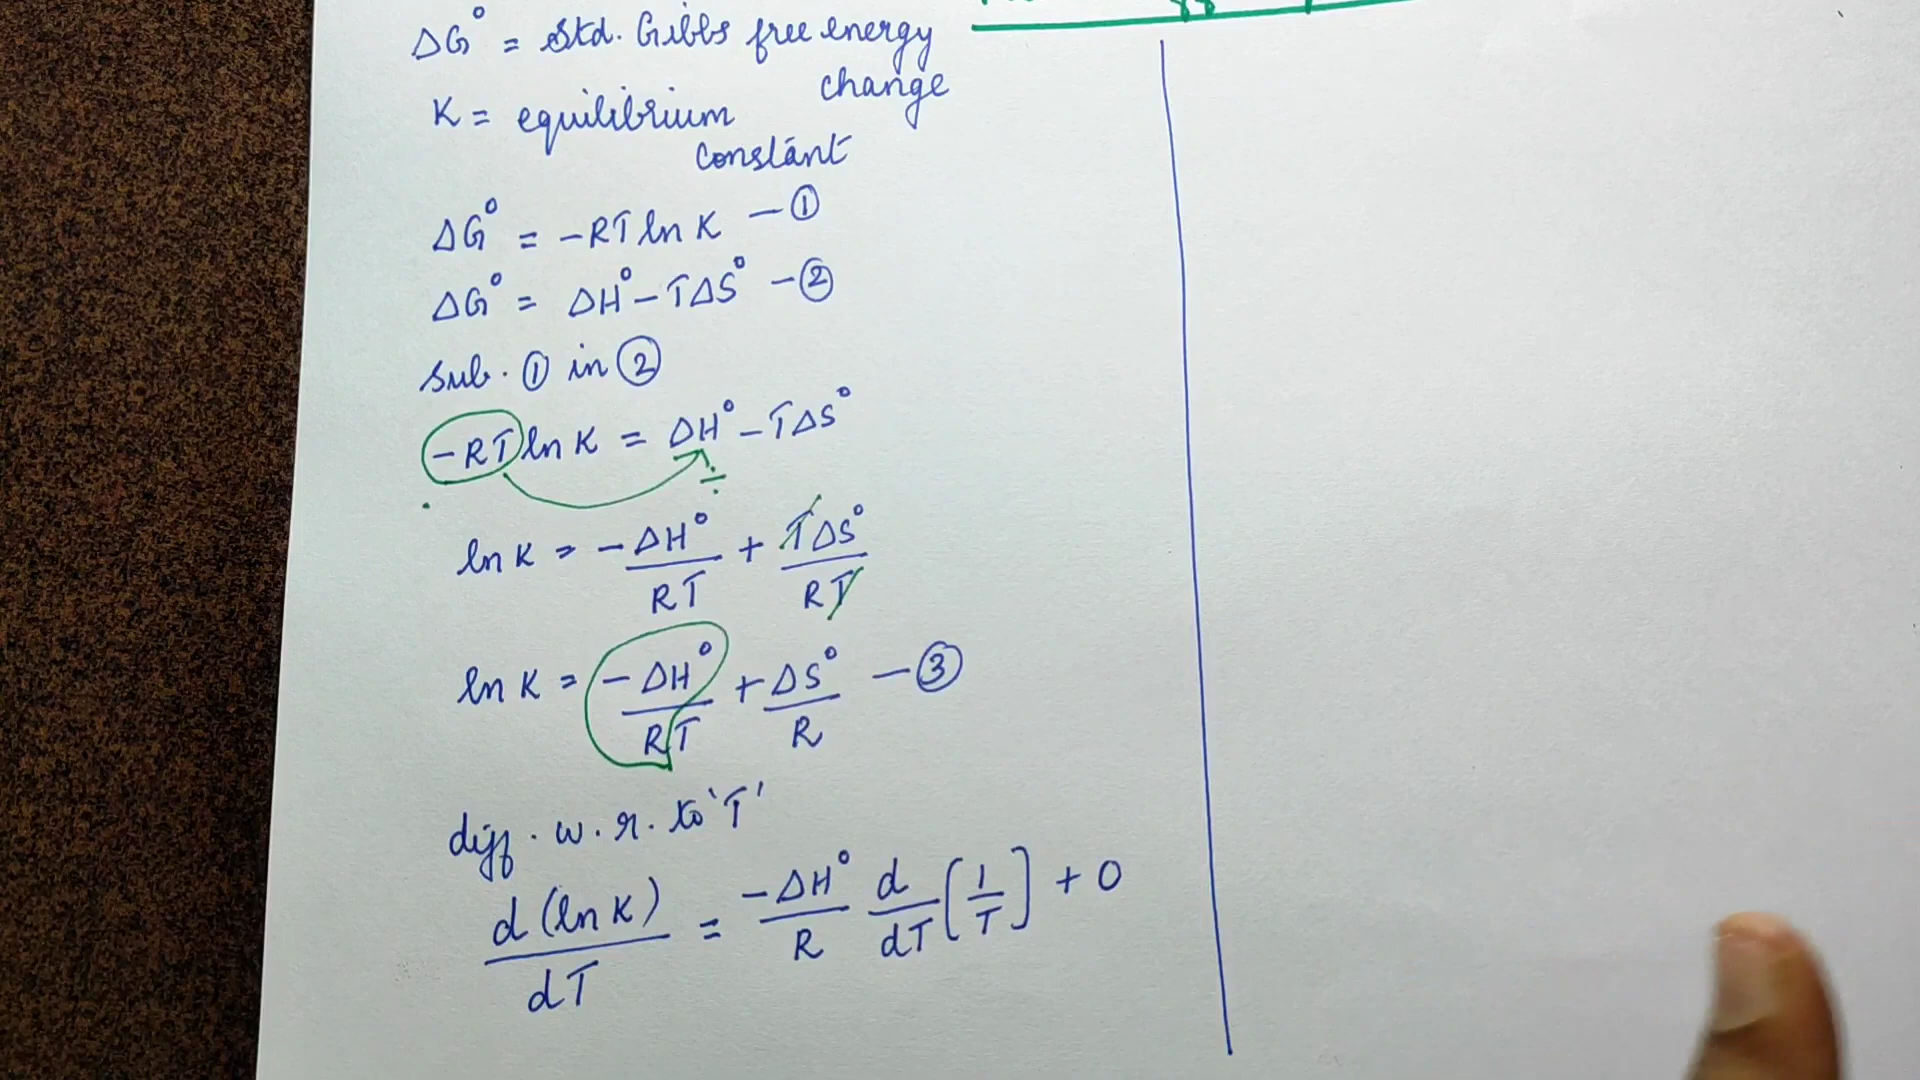 ΔG° = Std. Gibbs free energy
change
K = equilibrium
constant
ΔG° = -RT ln K - ①
ΔG° = ΔH° - TΔS° - ②
Sub. ① in ②
-RT ln K = ΔH° - TΔS°
÷
ln K = -ΔH°/RT + TΔS°/RT
ln K = -ΔH°/RT + ΔS°/R - ③
diff. w. r. to 'T'
d (ln K)/dT = -ΔH°/R d/dT [1/T] + 0